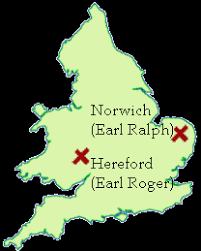 Norwich
(Earl Ralph)
Hereford
(Earl Roger)